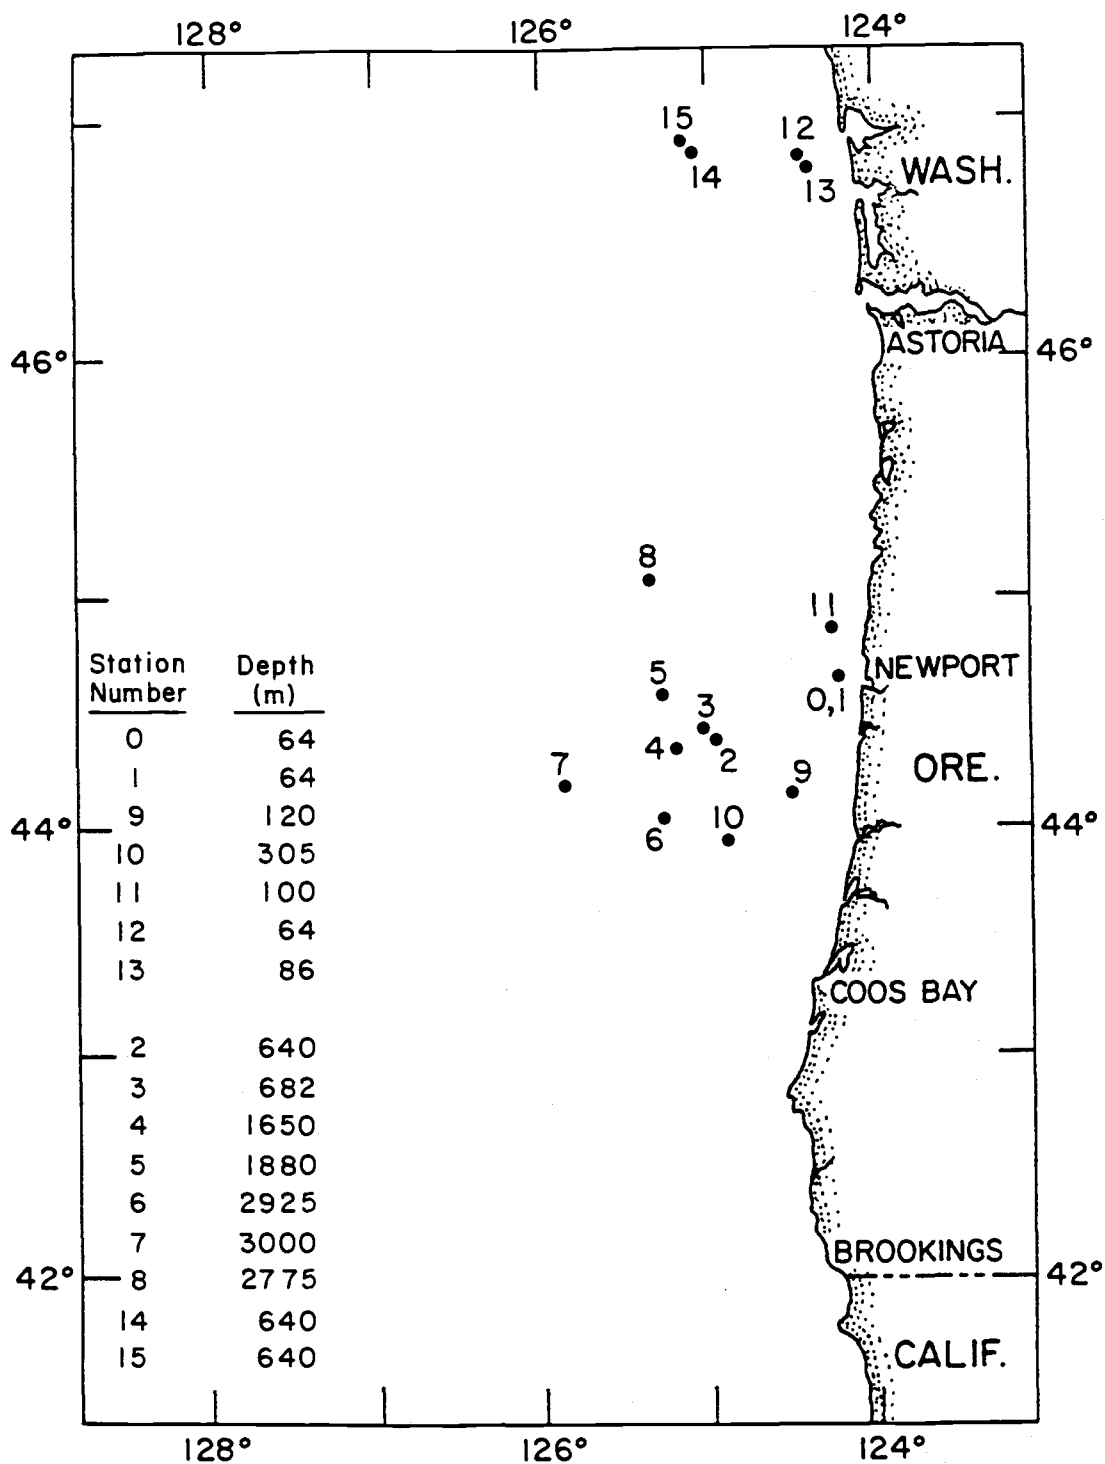 128° 126° 124°
15 12
14 13
WASH.
ASTORIA
46° 46°
8
11
5 NEWPORT
3 0,1
4 2
7 9 ORE.
10
6
44° 44°
COOS BAY
BROOKINGS
42° 42°
CALIF.
Station Depth
Number (m)
0 64
1 64
9 120
10 305
11 100
12 64
13 86
2 640
3 682
4 1650
5 1880
6 2925
7 3000
8 2775
14 640
15 640
128° 126° 124°